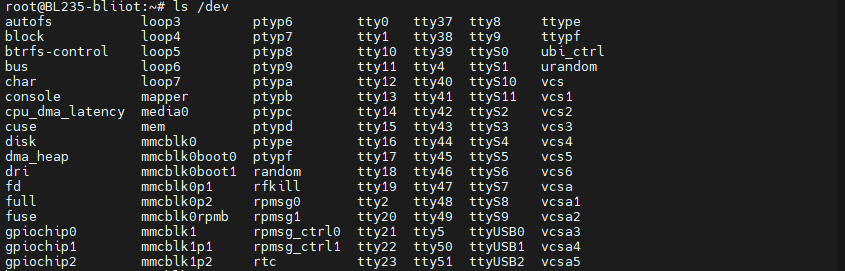 root@BL235-bliiot:~# ls /dev
autofs loop3 ptyp6 tty0 tty37 tty8 ttype
block loop4 ptyp7 tty1 tty38 tty9 ttypf
btrfs-control loop5 ptyp8 tty10 tty39 ttyS0 ubi_ctrl
bus loop6 ptyp9 tty11 tty4 ttyS1 urandom
char loop7 ptypa tty12 tty40 ttyS10 vcs
console mapper ptypb tty13 tty41 ttyS11 vcs1
cpu_dma_latency media0 ptypc tty14 tty42 ttyS2 vcs2
cuse mem ptypd tty15 tty43 ttyS3 vcs3
disk mmcblk0 ptype tty16 tty44 ttyS4 vcs4
dma_heap mmcblk0boot0 ptypf tty17 tty45 ttyS5 vcs5
dri mmcblk0boot1 random tty18 tty46 ttyS6 vcs6
fd mmcblk0p1 rfkill tty19 tty47 ttyS7 vcsa
full mmcblk0p2 rpmsg0 tty2 tty48 ttyS8 vcsa1
fuse mmcblk0rpmb rpmsg1 tty20 tty49 ttyS9 vcsa2
gpiochip0 mmcblk1 rpmsg_ctrl0 tty21 tty5 ttyUSB0 vcsa3
gpiochip1 mmcblk1p1 rpmsg_ctrl1 tty22 tty50 ttyUSB1 vcsa4
gpiochip2 mmcblk1p2 rtc tty23 tty51 ttyUSB2 vcsa5